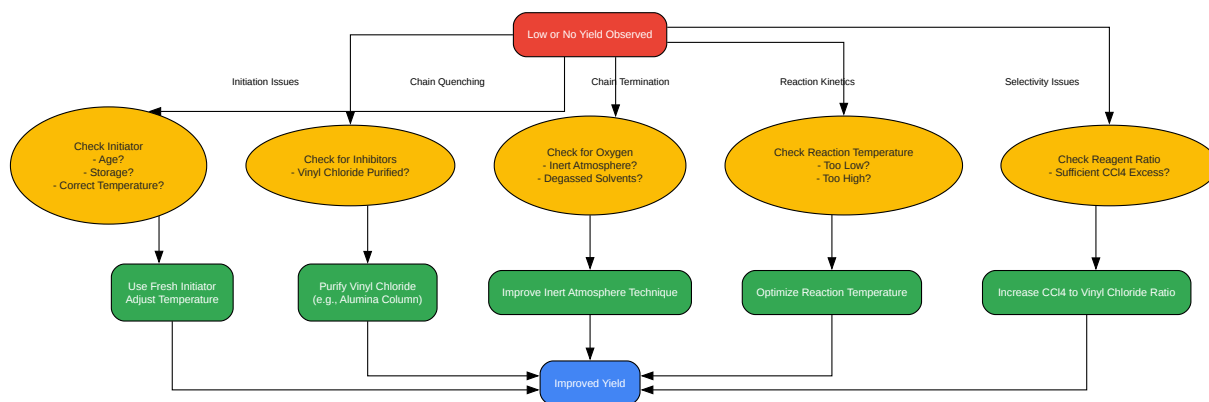 Low or No Yield Observed
Initiation Issues
Chain Quenching
Chain Termination
Reaction Kinetics
Selectivity Issues
Check Initiator
- Age?
- Storage?
- Correct Temperature?
Check for Inhibitors
- Vinyl Chloride Purified?
Check for Oxygen
- Inert Atmosphere?
- Degassed Solvents?
Check Reaction Temperature
- Too Low?
- Too High?
Check Reagent Ratio
- Sufficient CCl4 Excess?
Use Fresh Initiator
Adjust Temperature
Purify Vinyl Chloride
(e.g., Alumina Column)
Improve Inert Atmosphere Technique
Optimize Reaction Temperature
Increase CCl4 to Vinyl Chloride Ratio
Improved Yield